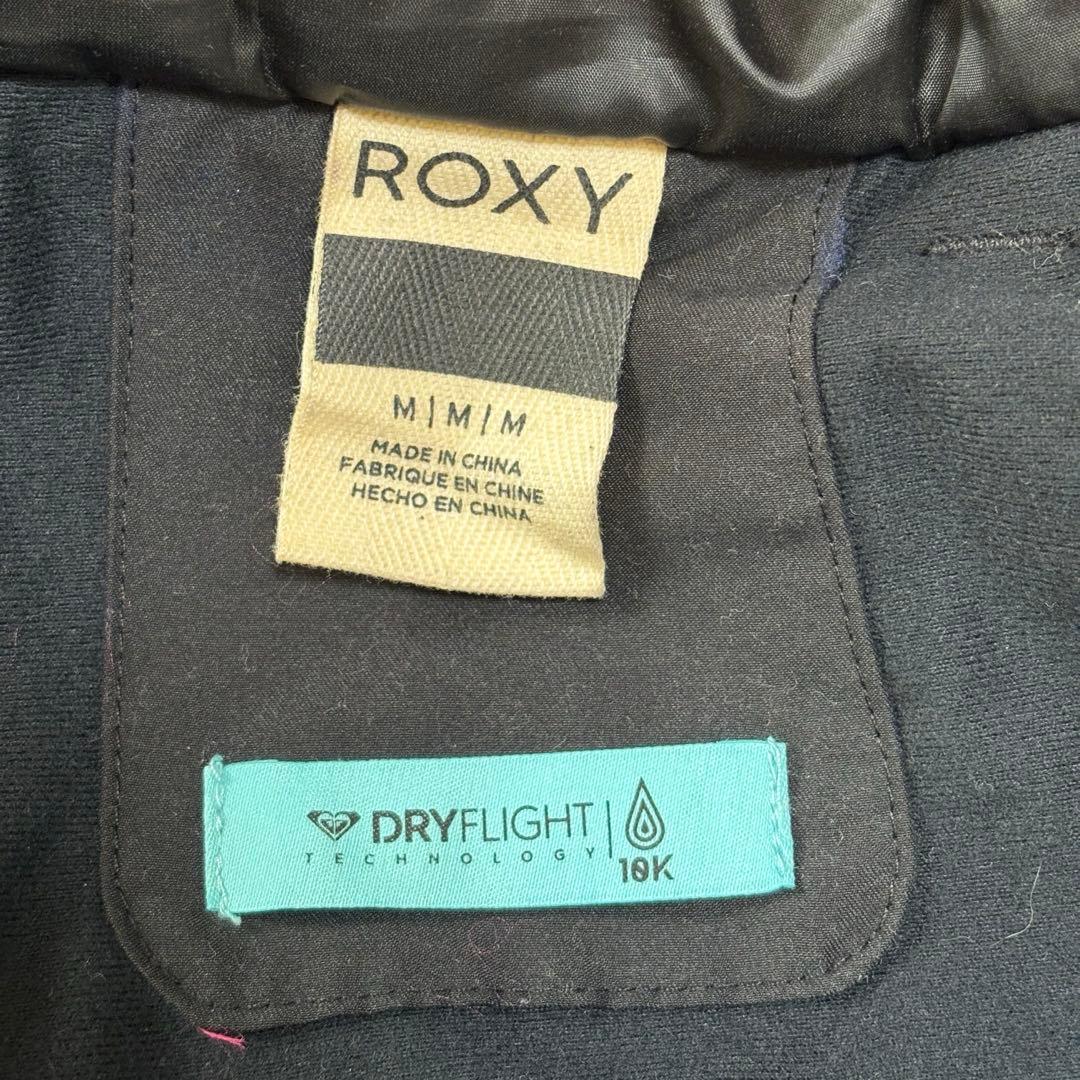 ROXY
M|M|M
MADE IN CHINA
FABRIQUE EN CHINE
HECHO EN CHINA
DRYFLIGHT
TECHNOLOGY
10K